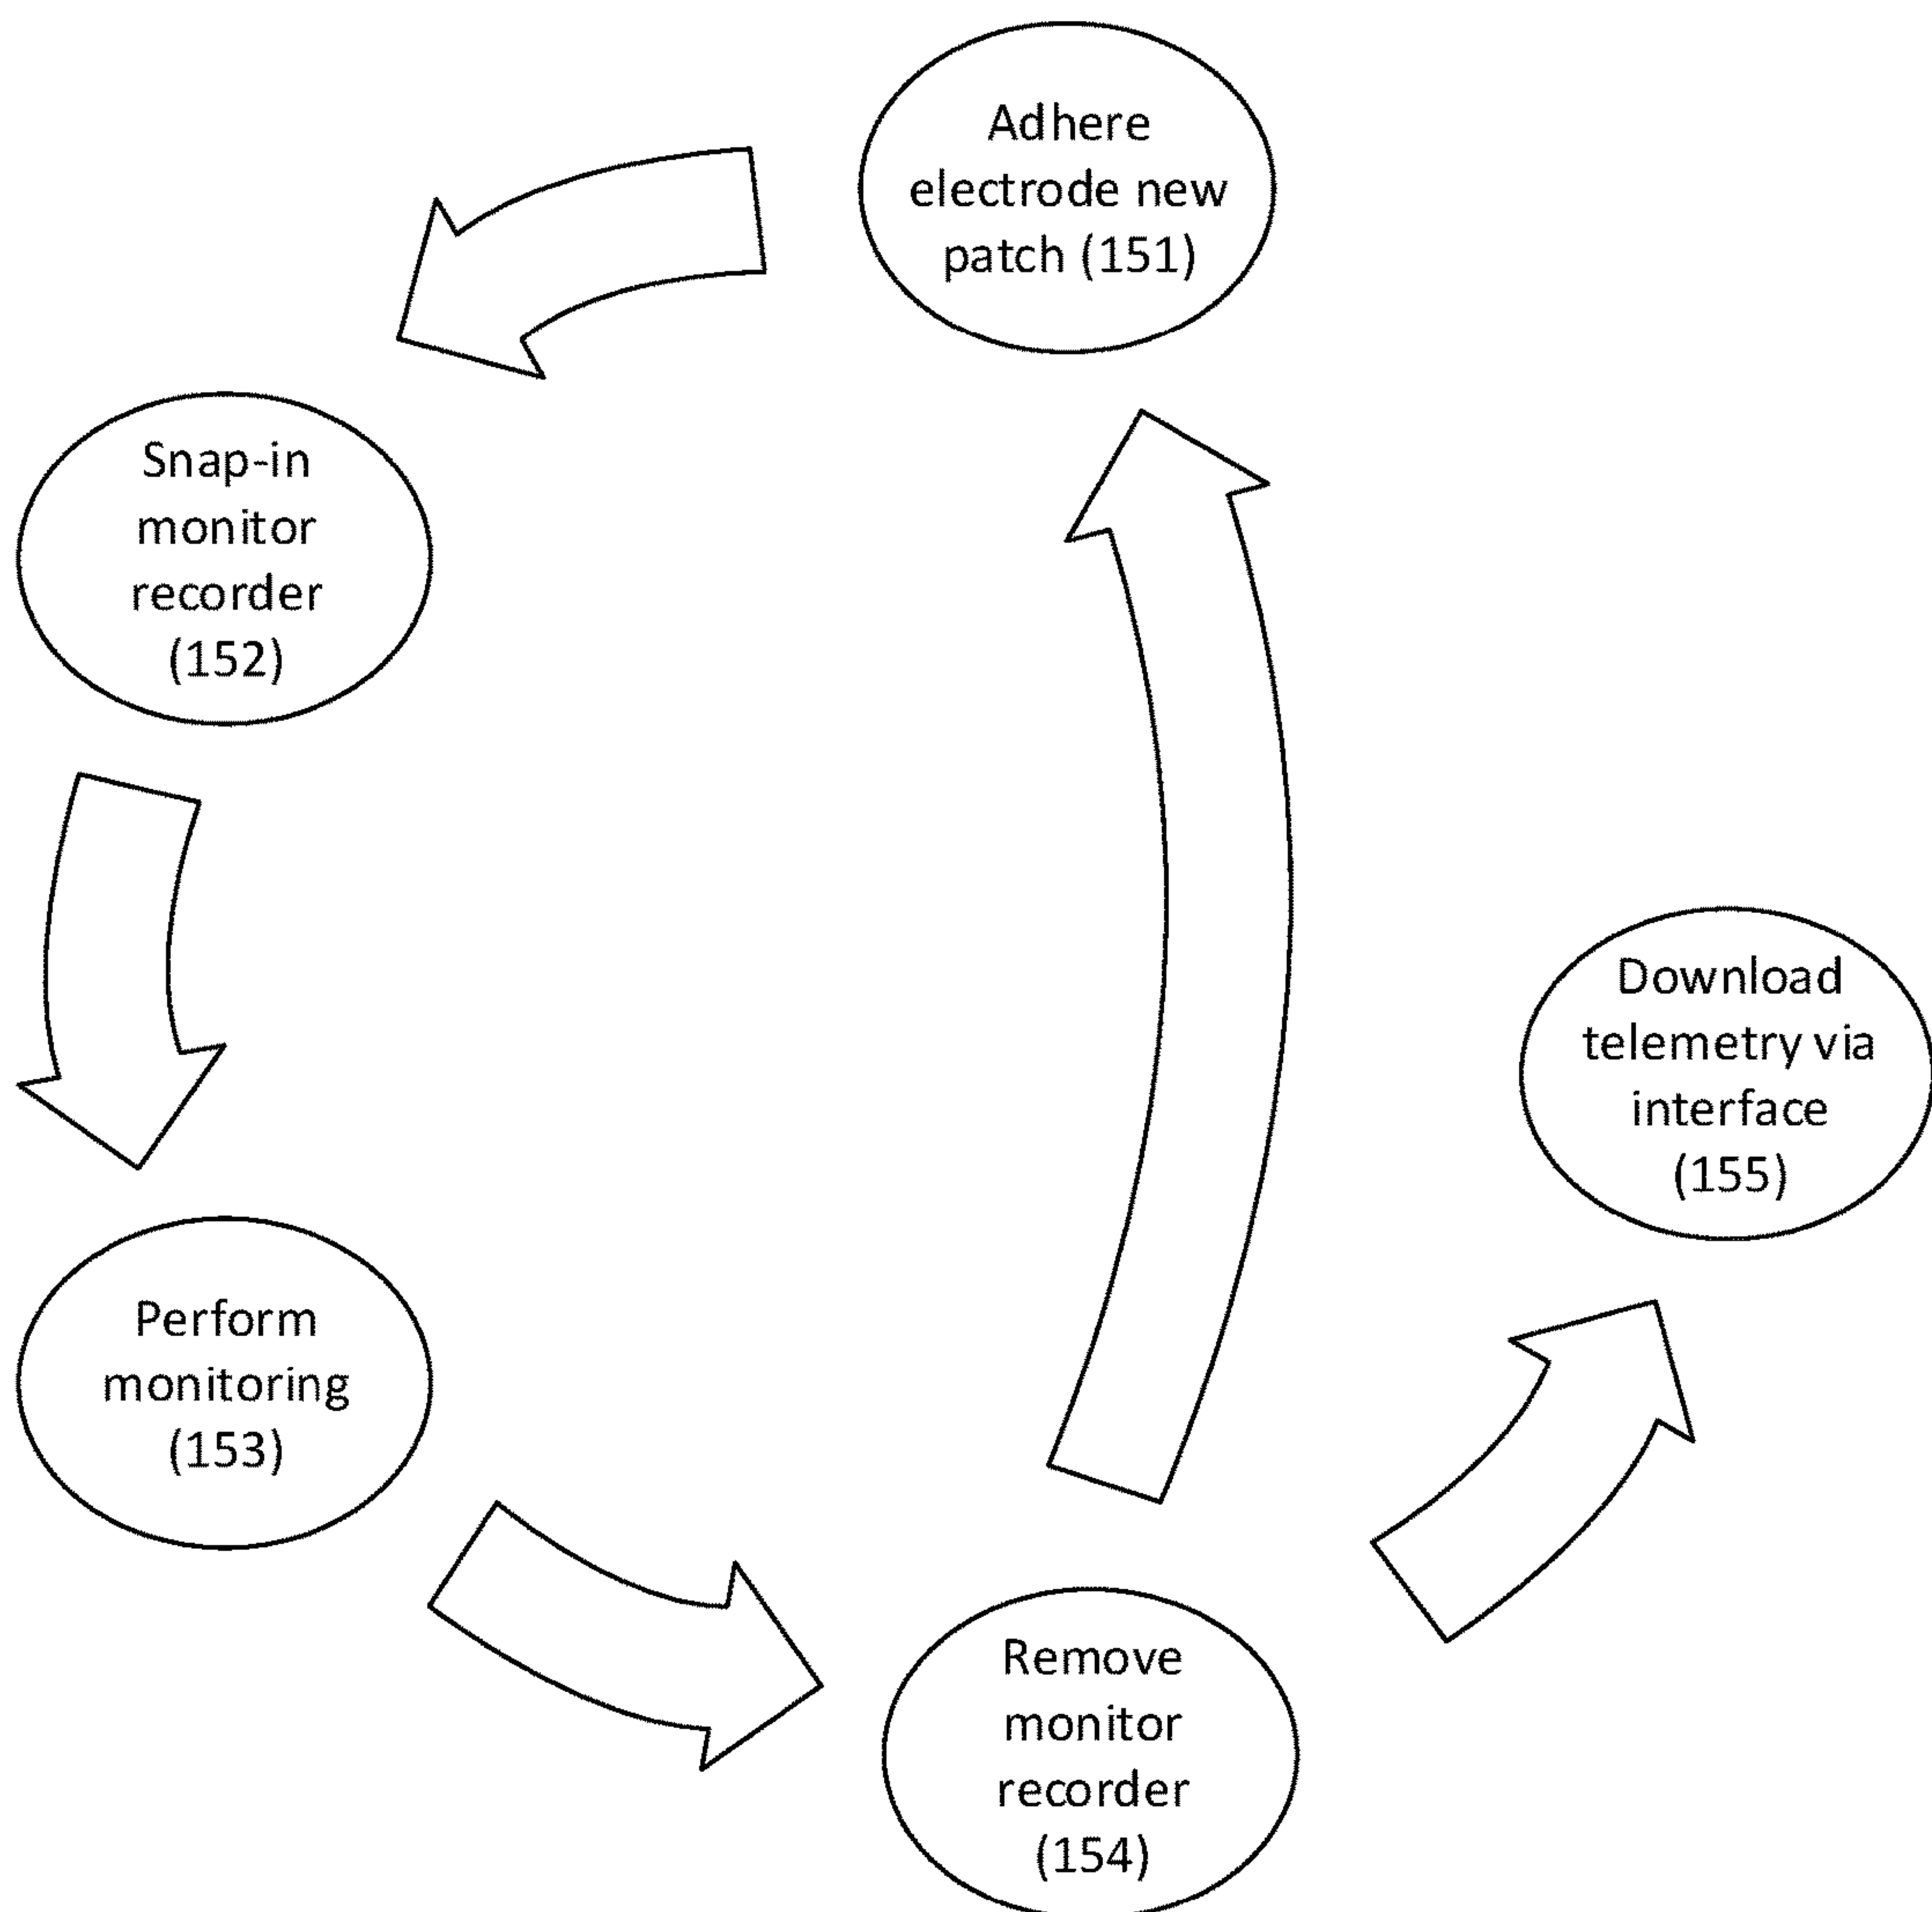 Adhere
electrode new
patch (151)
Snap-in
monitor
recorder
(152)
Perform
monitoring
(153)
Remove
monitor
recorder
(154)
Download
telemetry via
interface
(155)